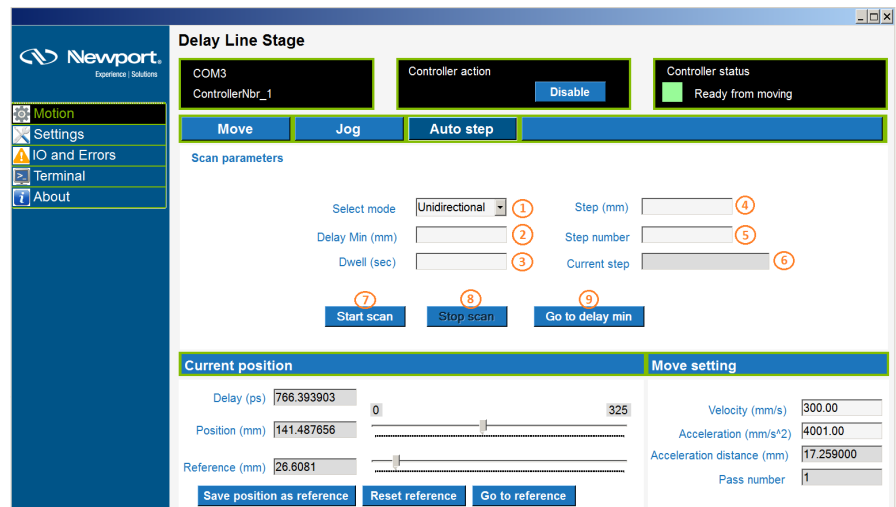 Newport®
Experience | Solutions
Motion
Settings
IO and Errors
Terminal
About
Delay Line Stage
COM3
ControllerNbr_1
Controller action
Disable
Controller status
Ready from moving
Move Jog Auto step
Scan parameters
Select mode Unidirectional 1 Step (mm) 4
Delay Min (mm) 2 Step number 5
Dwell (sec) 3 Current step 6
7 8 9
Start scan Stop scan Go to delay min
Current position
Delay (ps) 766.393903
0 325
Position (mm) 141.487656
Reference (mm) 26.6081
Save position as reference Reset reference Go to reference
Move setting
Velocity (mm/s) 300.00
Acceleration (mm/s^2) 4001.00
Acceleration distance (mm) 17.259000
Pass number 1